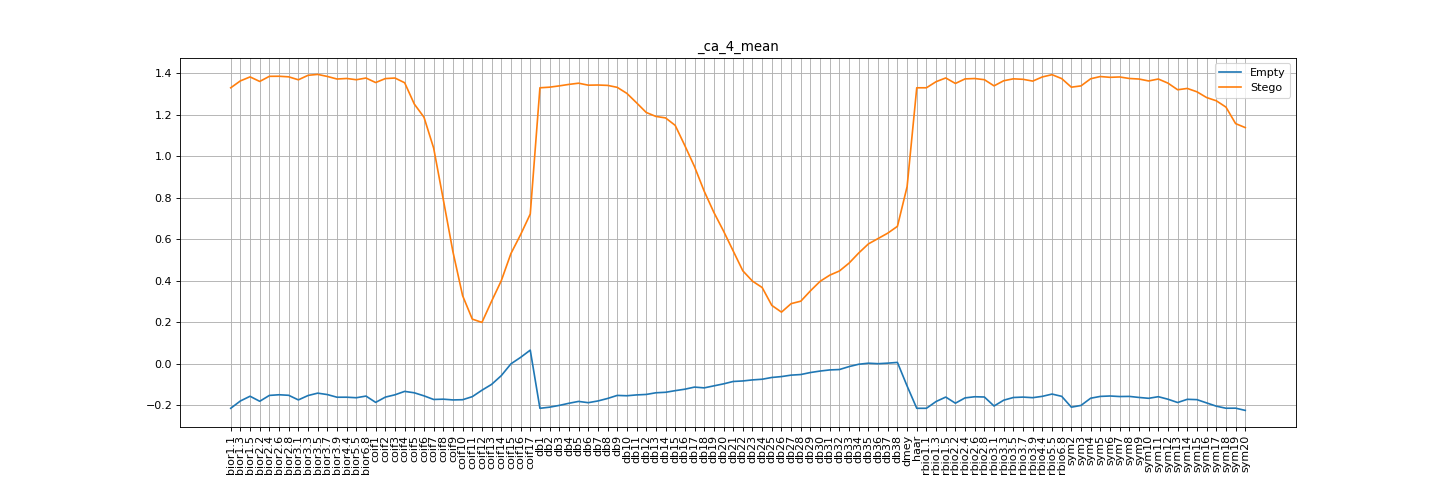 _ca_4_mean
Empty
Stego
1.4
1.2
1.0
0.8
0.6
0.4
0.2
0.0
−0.2
bior1.1
bior1.3
bior1.5
bior2.2
bior2.4
bior2.6
bior2.8
bior3.1
bior3.3
bior3.5
bior3.7
bior3.9
bior4.4
bior5.5
bior6.8
coif1
coif2
coif3
coif4
coif5
coif6
coif7
coif8
coif9
coif10
coif11
coif12
coif13
coif14
coif15
coif16
coif17
db1
db2
db3
db4
db5
db6
db7
db8
db9
db10
db11
db12
db13
db14
db15
db16
db17
db18
db19
db20
db21
db22
db23
db24
db25
db26
db27
db28
db29
db30
db31
db32
db33
db34
db35
db36
db37
db38
dmey
haar
rbio1.1
rbio1.3
rbio1.5
rbio2.2
rbio2.4
rbio2.6
rbio2.8
rbio3.1
rbio3.3
rbio3.5
rbio3.7
rbio3.9
rbio4.4
rbio5.5
rbio6.8
sym2
sym3
sym4
sym5
sym6
sym7
sym8
sym9
sym10
sym11
sym12
sym13
sym14
sym15
sym16
sym17
sym18
sym19
sym20